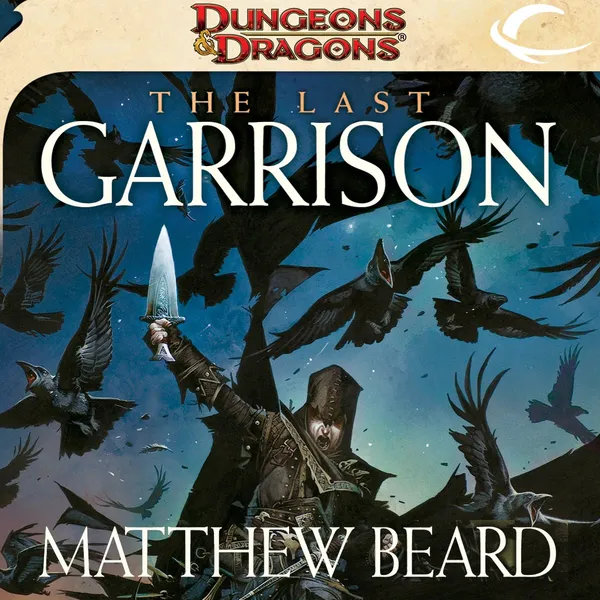 DUNGEONS
& DRAGONS®
THE LAST
GARRISON
MATTHEW BEARD